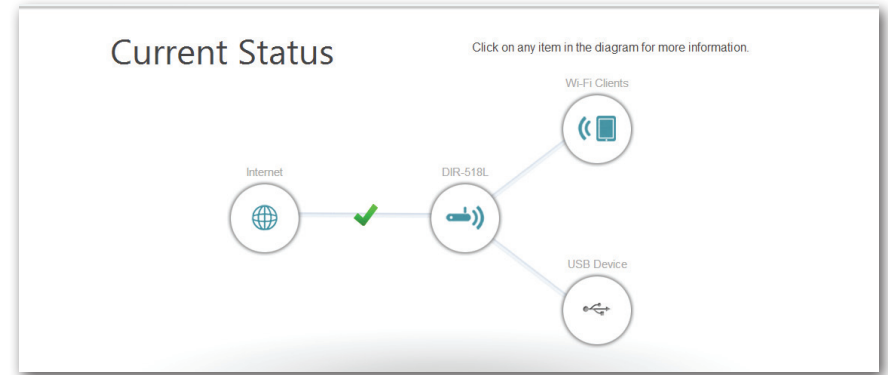 Current Status
Click on any item in the diagram for more information.
Wi-Fi Clients
Internet
DIR-518L
USB Device